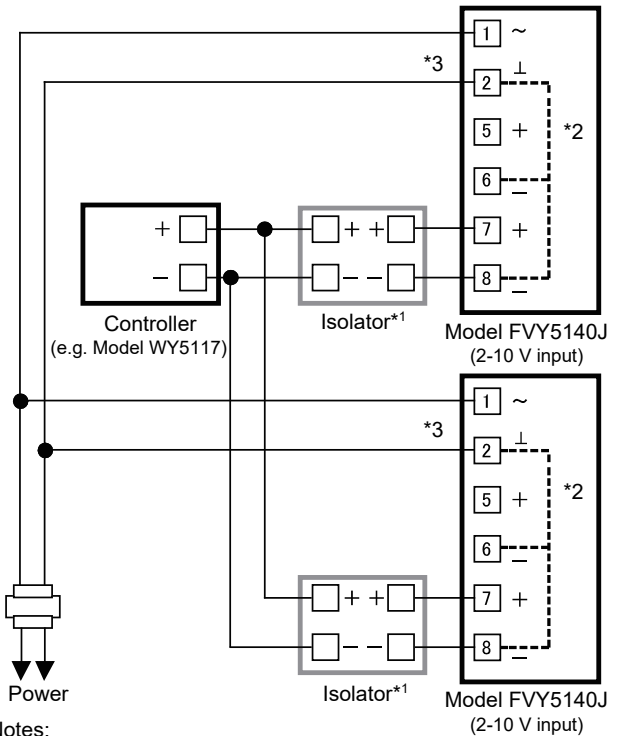 1 ~
*3
2 ⊥
5 +
*2
6 −
+ + + 7 +
− − − 8 −
Controller
(e.g. Model WY5117)
Isolator*1
Model FVY5140J
(2-10 V input)
1 ~
*3
2 ⊥
5 +
*2
6 −
+ + 7 +
− − 8 −
Power
Isolator*1
Model FVY5140J
(2-10 V input)